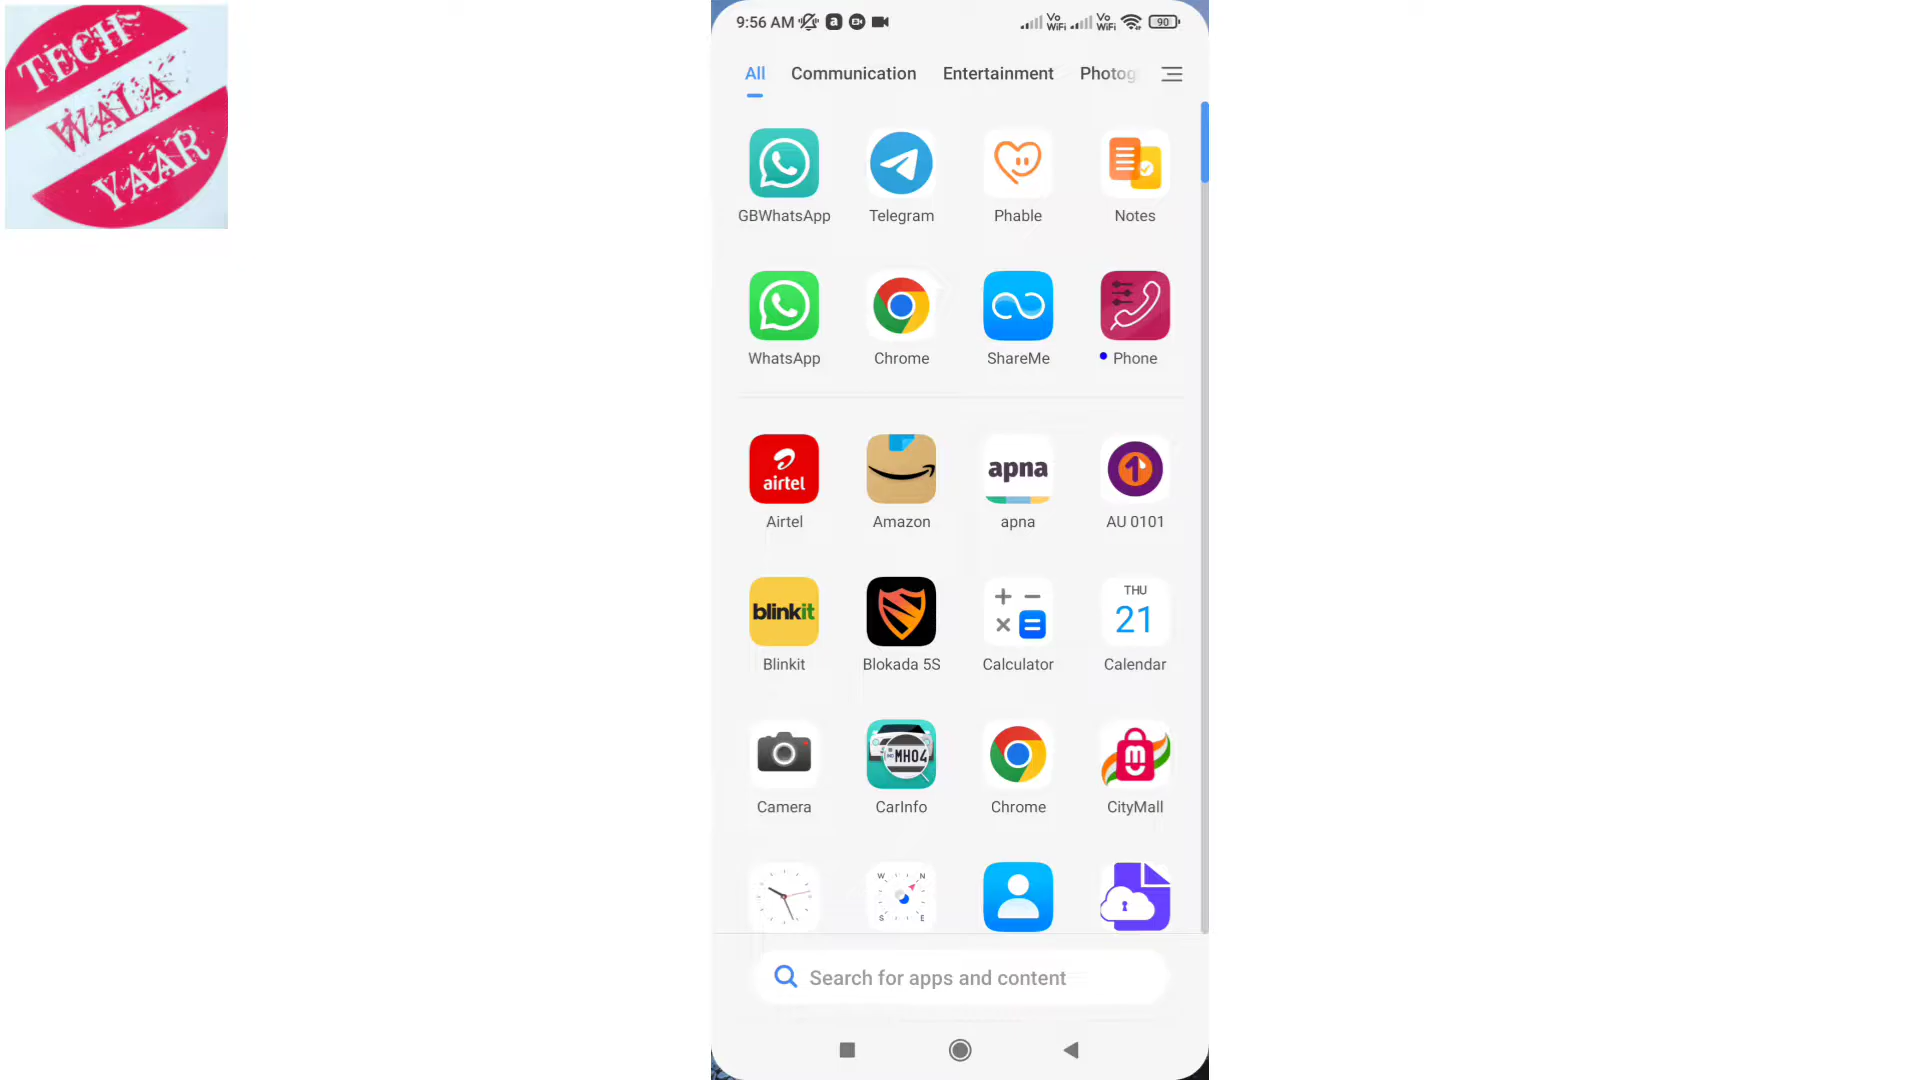 TECH
WALA
YAAR
9:56 AM a Vo WiFi Vo WiFi 90
All Communication Entertainment Photog
GBWhatsApp Telegram Phable Notes
WhatsApp Chrome ShareMe Phone
airtel apna
Airtel Amazon apna AU 0101
blinkit THU
21
Blinkit Blokada 5S Calculator Calendar
MH04
Camera CarInfo Chrome CityMall
W N
S E
Search for apps and content